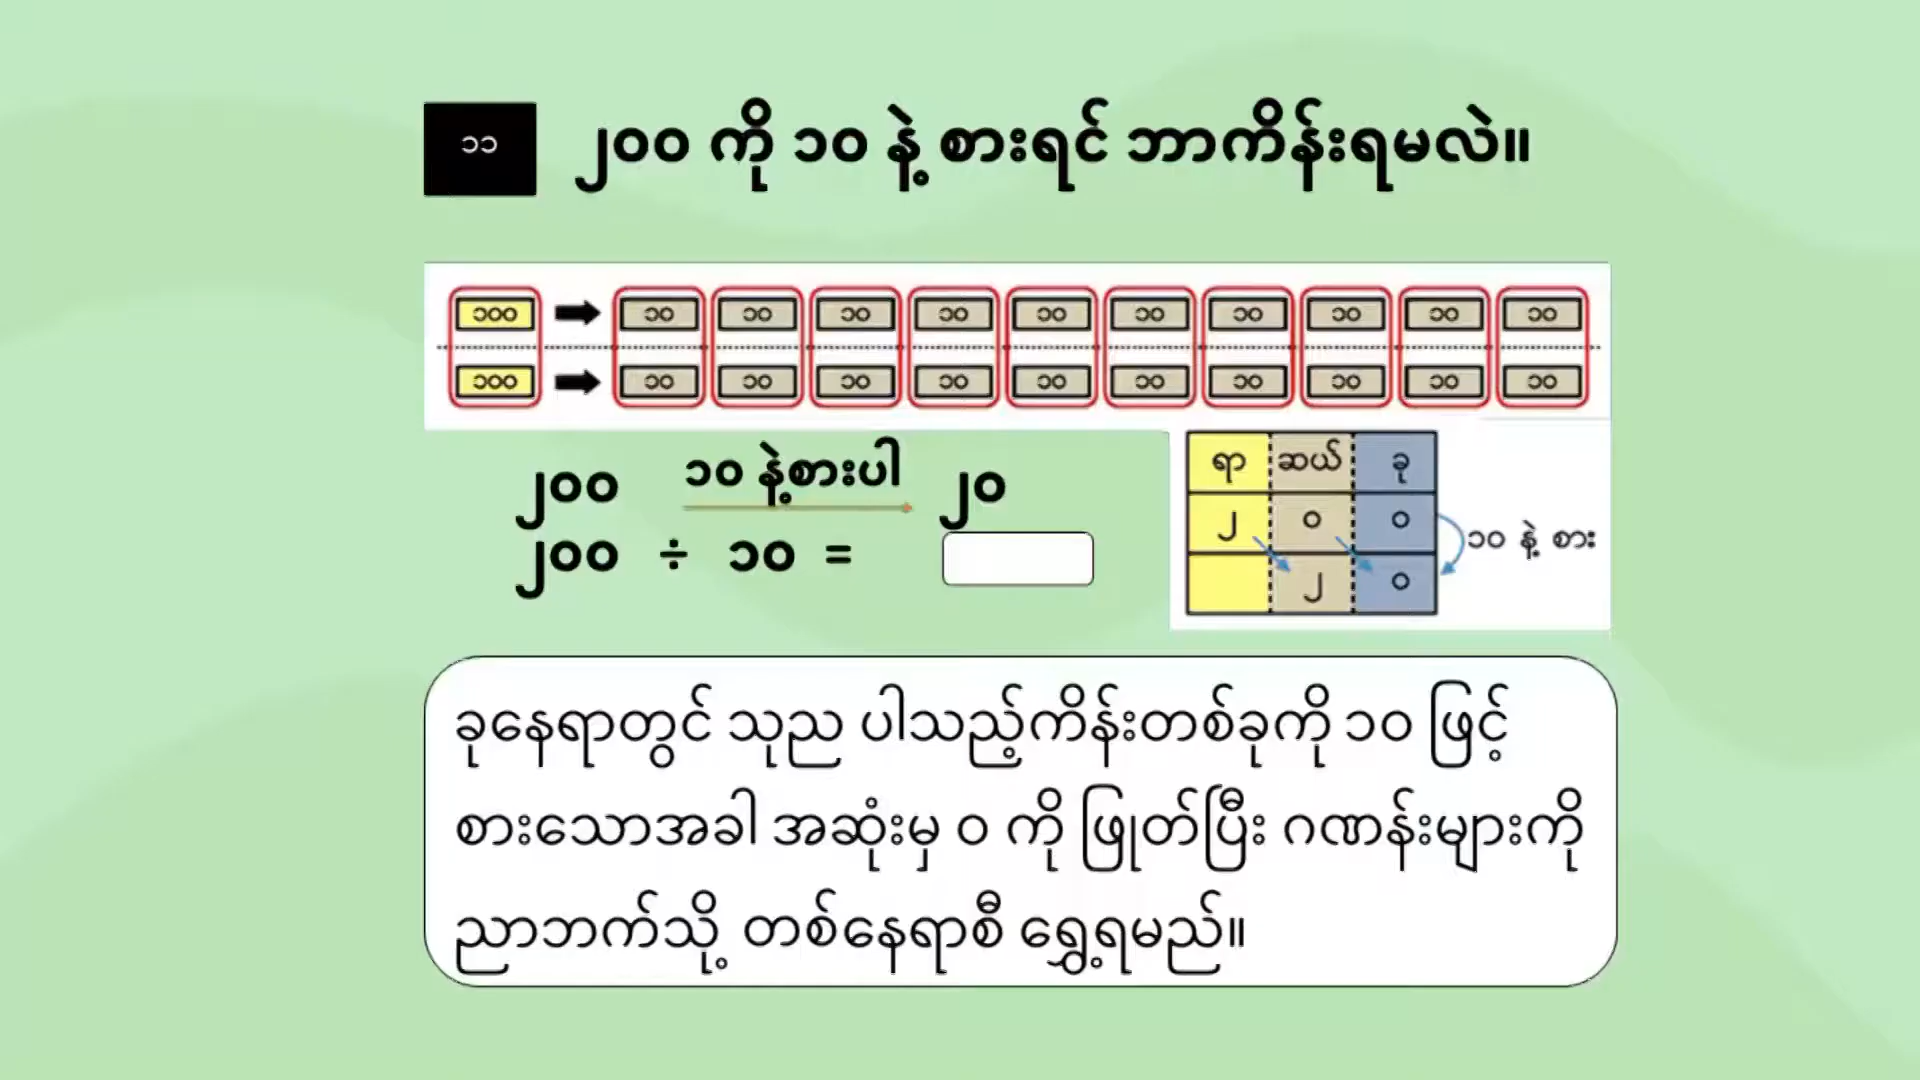 ၁၁
၂၀၀ ကို ၁၀ နဲ့ စားရင် ဘာကိန်းရမလဲ။
၁၀၀ ၁၀ ၁၀ ၁၀ ၁၀ ၁၀ ၁၀ ၁၀ ၁၀ ၁၀ ၁၀
၁၀၀ ၁၀ ၁၀ ၁၀ ၁၀ ၁၀ ၁၀ ၁၀ ၁၀ ၁၀ ၁၀
၂၀၀ ၁၀ နဲ့စားပါ ၂၀
၂၀၀ ÷ ၁၀ =
ရာ ဆယ် ခု
၂ ၀ ၀
၁၀ နဲ့ စား
၂ ၀
ခုနေရာတွင် သုည ပါသည့်ကိန်းတစ်ခုကို ၁၀ ဖြင့်
စားသောအခါ အဆုံးမှ ၀ ကို ဖြုတ်ပြီး ဂဏန်းများကို
ညာဘက်သို့ တစ်နေရာစီ ရွှေ့ရမည်။